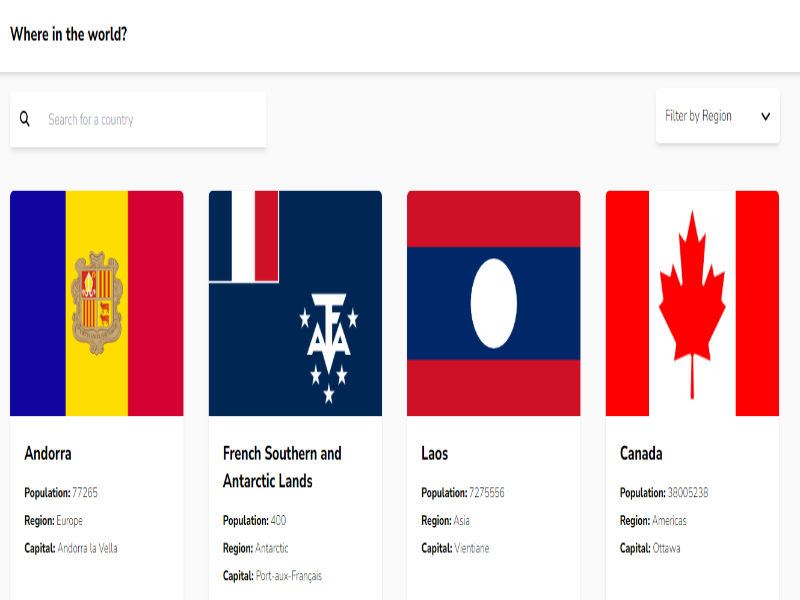 Where in the world?
Search for a country
Filter by Region
TAAF
Andorra
Population: 77265
Region: Europe
Capital: Andorra la Vella
French Southern and
Antarctic Lands
Population: 400
Region: Antarctic
Capital: Port-aux-Français
Laos
Population: 7275556
Region: Asia
Capital: Vientiane
Canada
Population: 38005238
Region: Americas
Capital: Ottawa